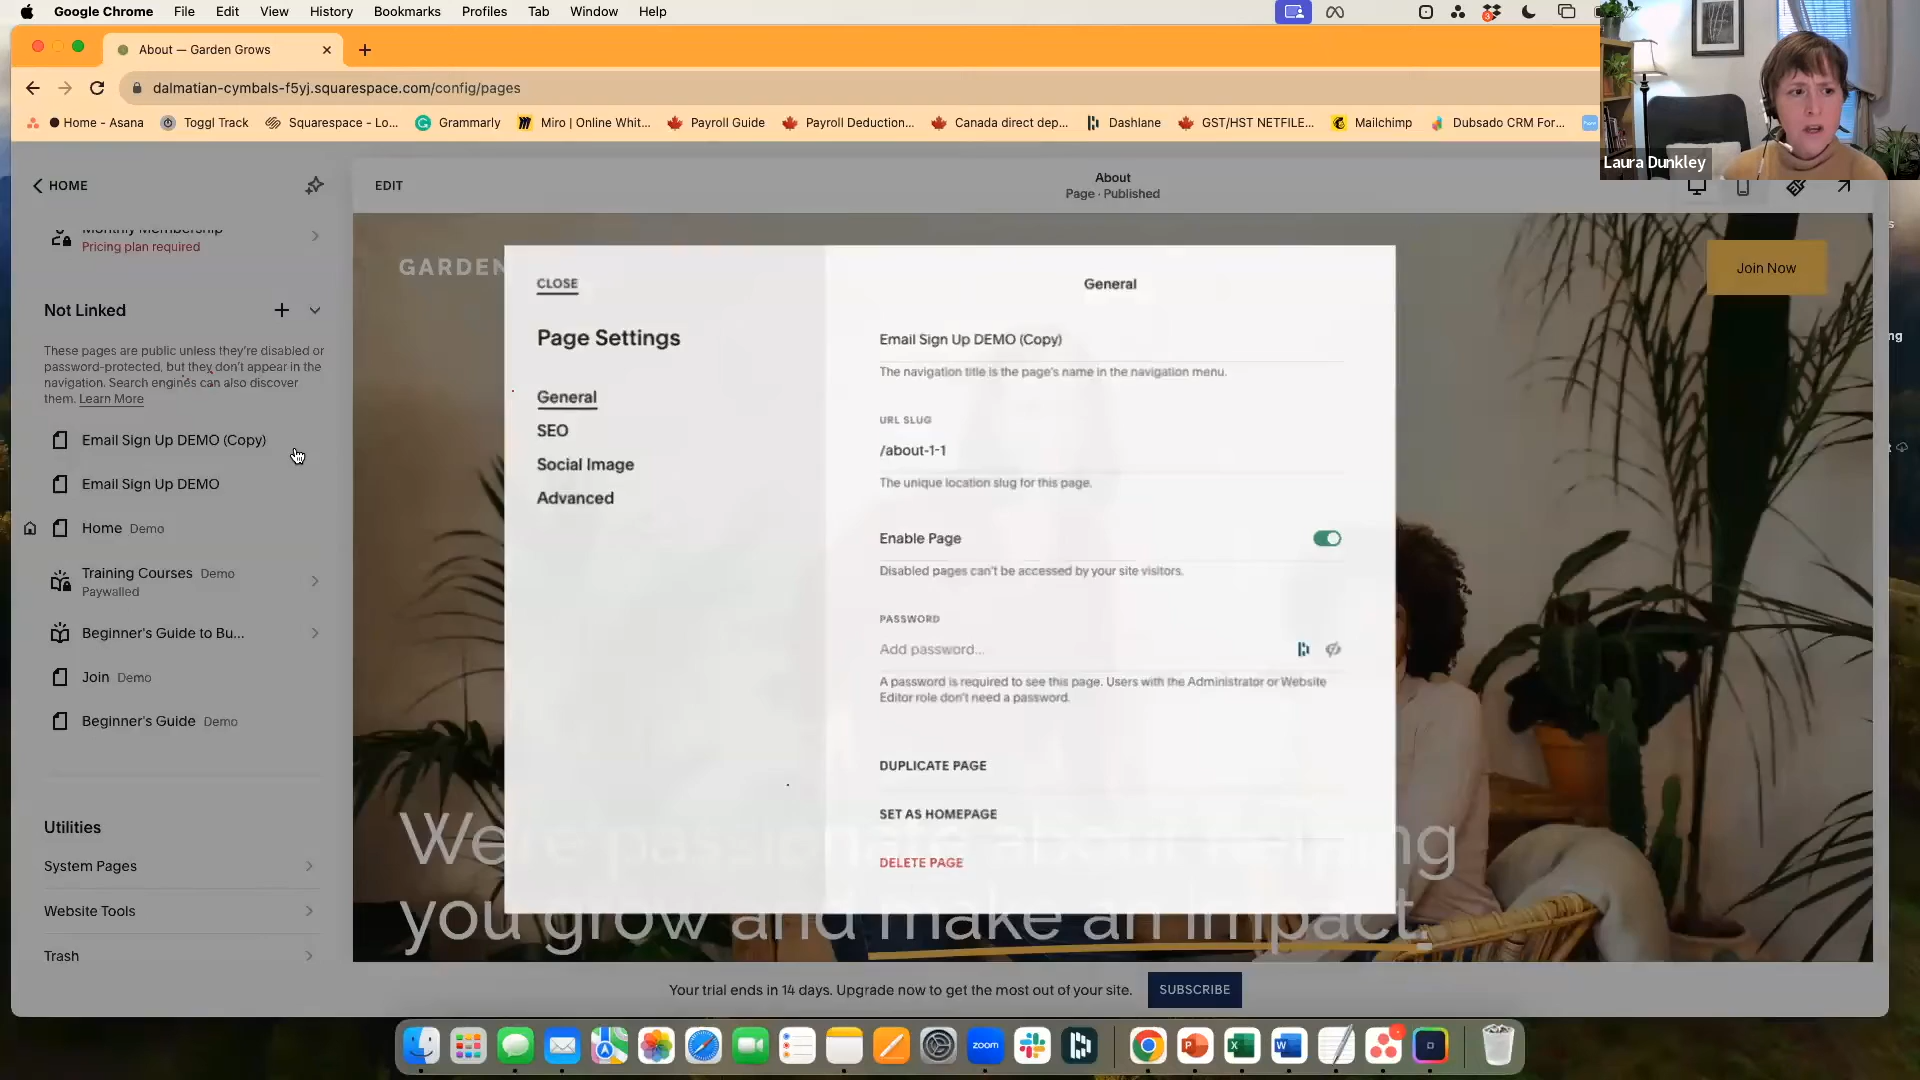 Google Chrome File Edit View History Bookmarks Profiles Tab Window Help
About — Garden Grows
dalmatian-cymbals-f5yj.squarespace.com/config/pages
Home - Asana Toggl Track Squarespace - Lo... Grammarly Miro | Online Whit... Payroll Guide Payroll Deduction... Canada direct dep... Dashlane GST/HST NETFILE... Mailchimp Dubsado CRM For...
Laura Dunkley
HOME
EDIT
About
Page · Published
Monthly Membership
Pricing plan required
Not Linked
These pages are public unless they're disabled or
password-protected, but they don't appear in the
navigation. Search engines can also discover
them. Learn More
Email Sign Up DEMO (Copy)
Email Sign Up DEMO
Home Demo
Training Courses Demo
Paywalled
Beginner's Guide to Bu...
Join Demo
Beginner's Guide Demo
Utilities
System Pages
Website Tools
Trash
GARDEN
Join Now
CLOSE
Page Settings
General
SEO
Social Image
Advanced
General
Email Sign Up DEMO (Copy)
The navigation title is the page's name in the navigation menu.
URL SLUG
/about-1-1
The unique location slug for this page.
Enable Page
Disabled pages can't be accessed by your site visitors.
PASSWORD
Add password...
A password is required to see this page. Users with the Administrator or Website
Editor role don't need a password.
DUPLICATE PAGE
SET AS HOMEPAGE
DELETE PAGE
We're passionate about helping
you grow and make an impact.
Your trial ends in 14 days. Upgrade now to get the most out of your site. SUBSCRIBE
zoom